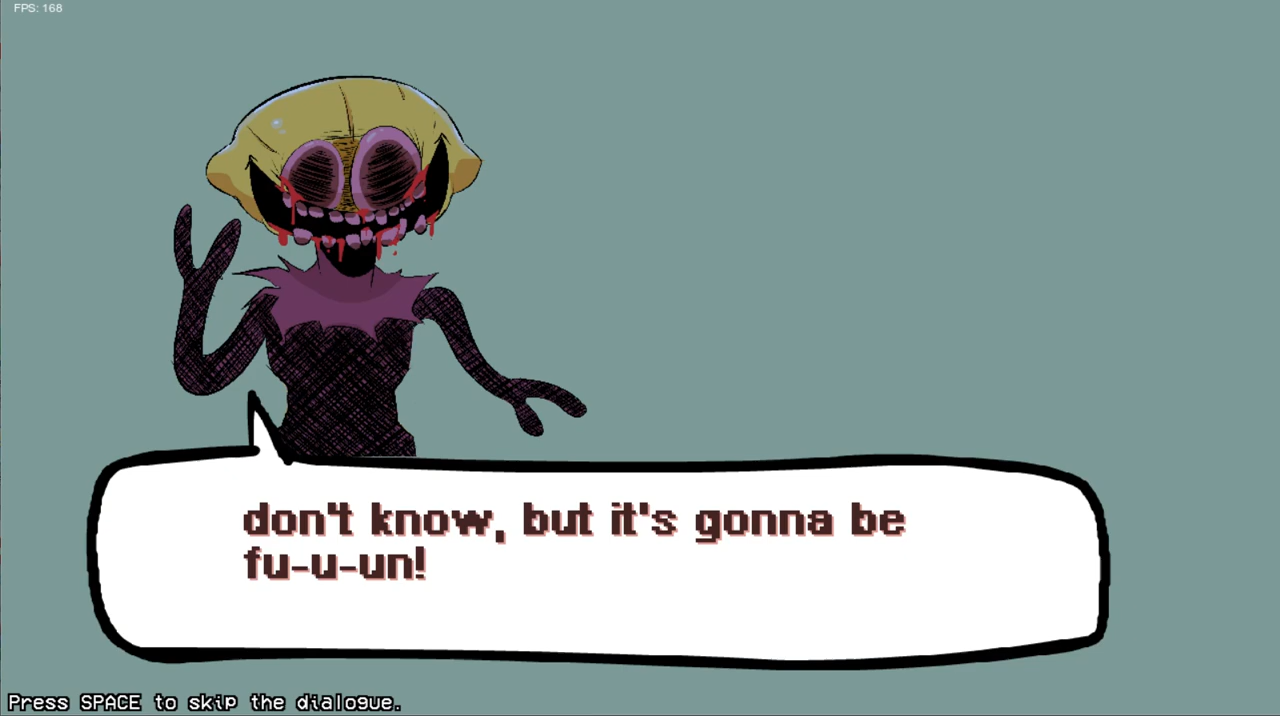 FPS: 168
don't know, but it's gonna be
fu-u-un!
Press SPACE to skip the dialogue.